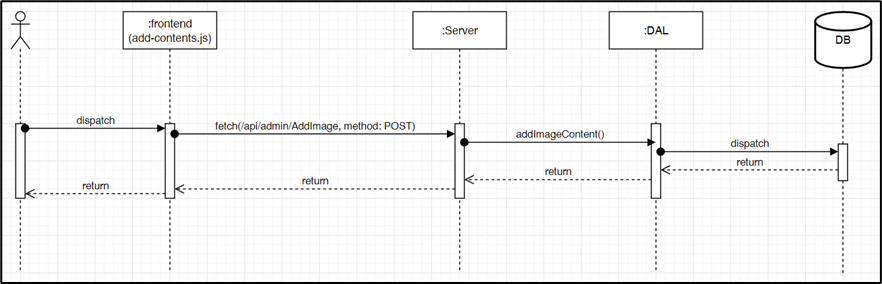 :frontend
(add-contents.js)
:Server
:DAL
DB
dispatch
fetch(/api/admin/AddImage, method: POST)
addImageContent()
dispatch
return
return
return
return